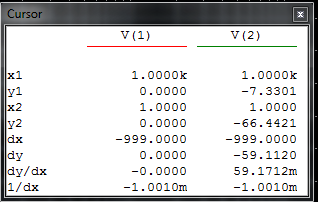 Cursor
V(1) V(2)
x1 1.0000k 1.0000k
y1 0.0000 -7.3301
x2 1.0000 1.0000
y2 0.0000 -66.4421
dx -999.0000 -999.0000
dy 0.0000 -59.1120
dy/dx -0.0000 59.1712m
1/dx -1.0010m -1.0010m